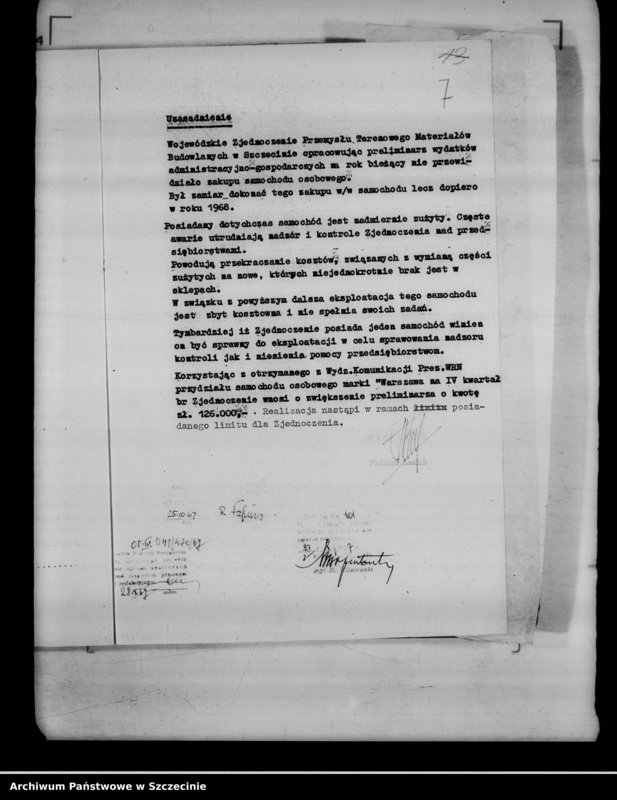 13
7
Uzasadnienie
Wojewódzkie Zjednoczenie Przemysłu Terenowego Materiałów
Budowlanych w Szczecinie opracowując preliminarz wydatków
administracyjno-gospodarczych na rok bieżący nie przewi-
działo zakupu samochodu osobowego.
Był zamiar dokonać tego zakupu w/w samochodu lecz dopiero
w roku 1968.
Posiadany dotychczas samochód jest nadmiernie zużyty. Częste
awarie utrudniają nadzór i kontrole Zjednoczenia nad przed-
siębiorstwami.
Powodują przekraczanie kosztów, związanych z wymianą części
zużytych na nowe, których niejednokrotnie brak jest w
sklepach.
W związku z powyższym dalsza eksploatacja tego samochodu
jest zbyt kosztowna i nie spełnia swoich zadań.
Tymbardziej iż Zjednoczenie posiada jeden samochód winien
on być sprawny do eksploatacji w celu sprawowania nadzoru
kontroli jak i niesienia pomocy przedsiębiorstwom.
Korzystając z otrzymanego z Wydz.Komunikacji Prez.WRN
przydziału samochodu osobowego marki "Warszawa na IV kwartał
br Zjednoczenie wnosi o zwiększenie preliminarza o kwotę
zł. 126.000,- . Realizacja nastąpi w ramach limitu posia-
danego limitu dla Zjednoczenia.
25.10.67.
mgr
Archiwum Państwowe w Szczecinie